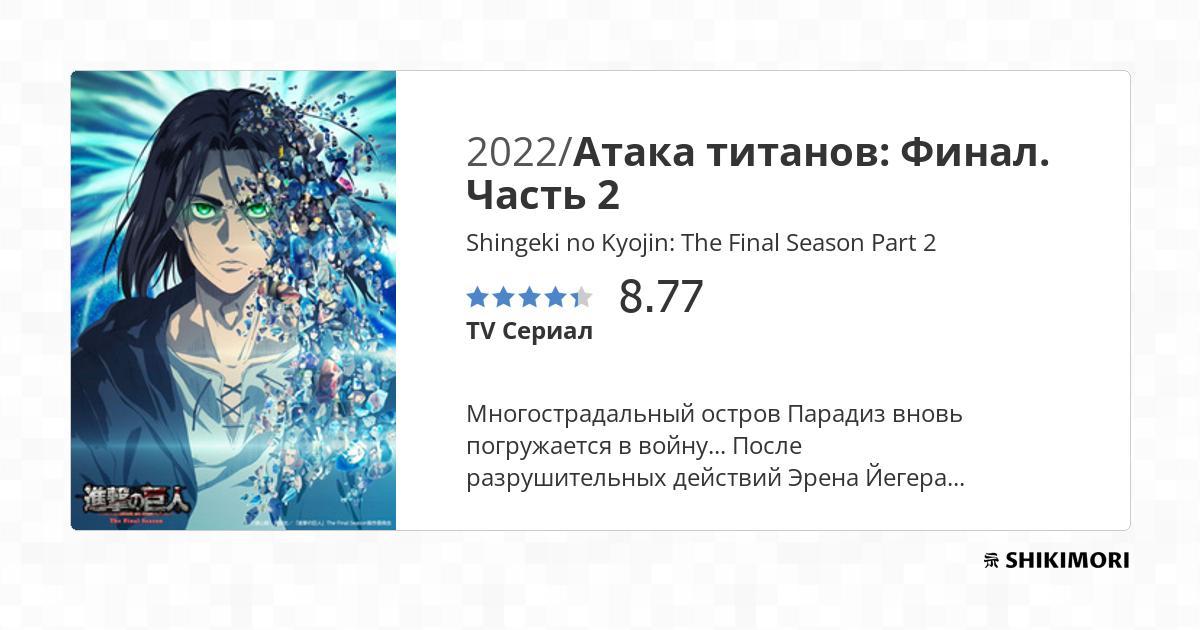 2022/Атака титанов: Финал.
Часть 2
Shingeki no Kyojin: The Final Season Part 2
8.77
TV Сериал
Многострадальный остров Парадиз вновь
погружается в войну... После
разрушительных действий Эрена Йегера...
進撃の巨人
The Final Season
SHIKIMORI